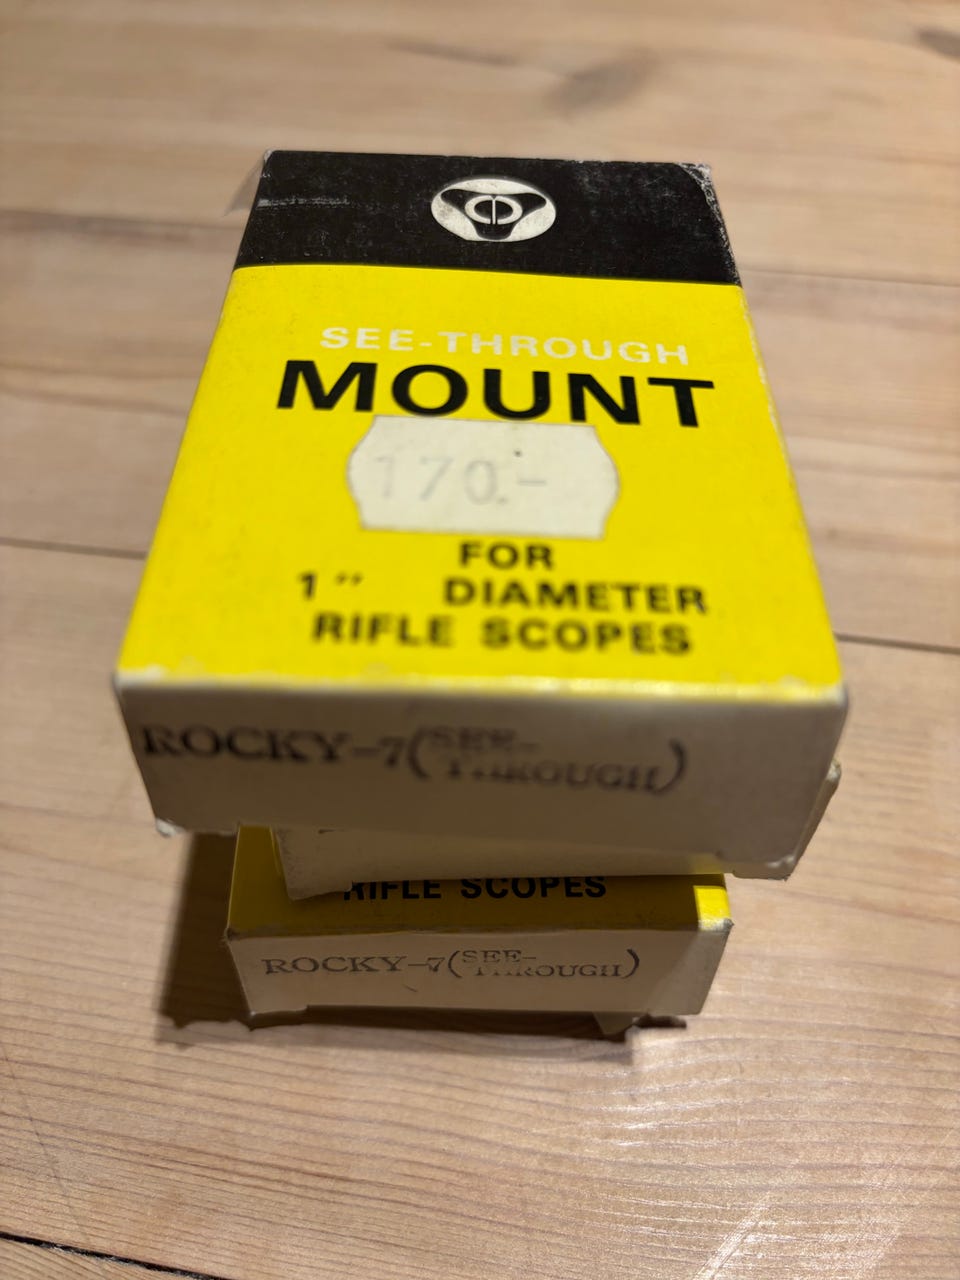 SEE-THROUGH
MOUNT
170.-
FOR
1" DIAMETER
RIFLE SCOPES
ROCKY-7(SEE-
THROUGH)
RIFLE SCOPES
ROCKY-7(SEE-
THROUGH)